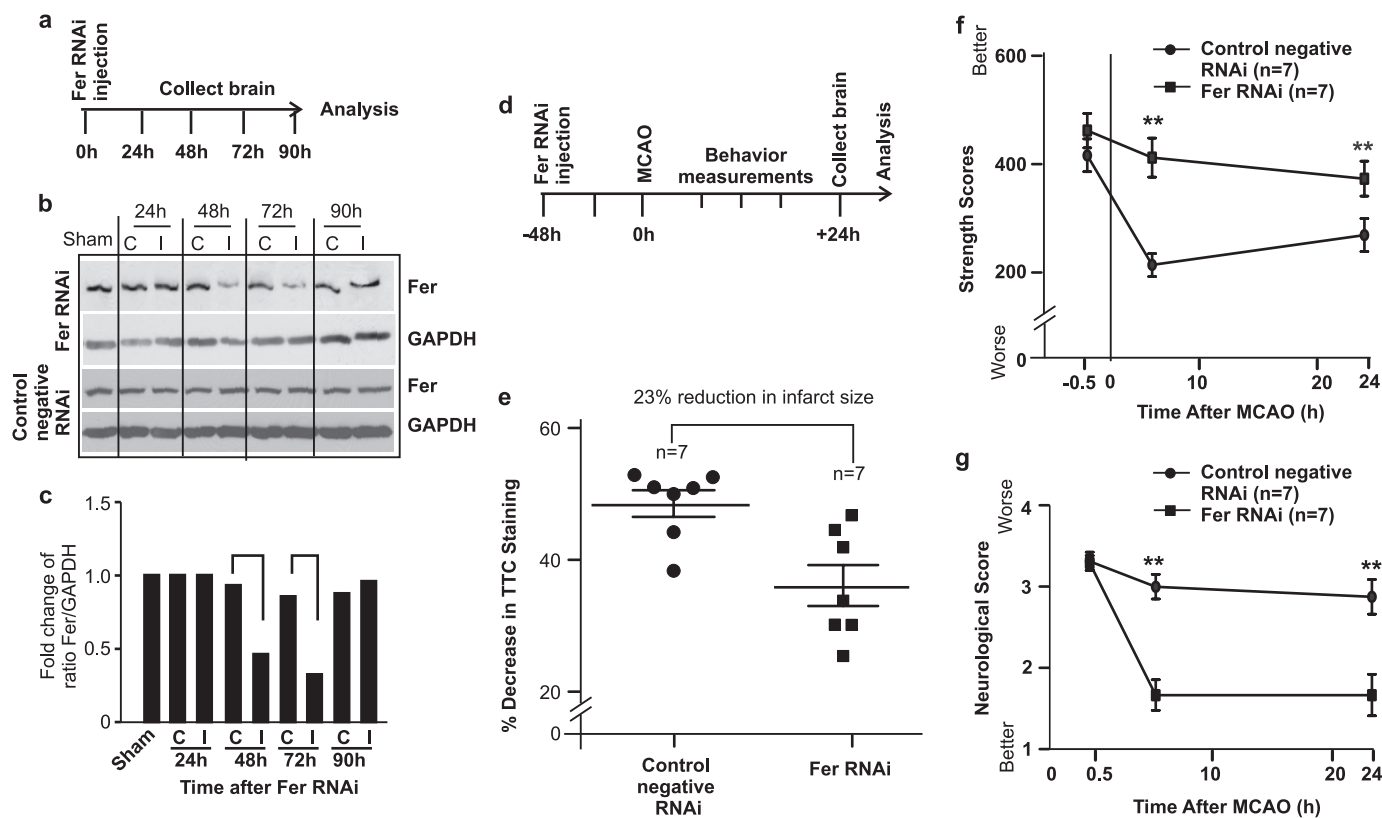 a
Fer RNAi
injection
Collect brain
Analysis
0h 24h 48h 72h 90h
b
24h 48h 72h 90h
Sham C I C I C I C I
Fer RNAi
Fer
GAPDH
Control
negative
RNAi
Fer
GAPDH
c
Fold change of
ratio Fer/GAPDH
1.5
1.0
0.5
0
Sham
C I C I C I C I
24h 48h 72h 90h
Time after Fer RNAi
d
Fer RNAi
injection
MCAO
Behavior
measurements
Collect brain
Analysis
-48h 0h +24h
e
23% reduction in infarct size
% Decrease in TTC Staining
60
40
20
0
n=7
n=7
Control
negative
RNAi
Fer RNAi
f
Control negative
RNAi (n=7)
Fer RNAi (n=7)
Better
Strength Scores
Worse
600
400
200
0
**
**
-0.5 0 10 20 24
Time After MCAO (h)
g
Control negative
RNAi (n=7)
Fer RNAi (n=7)
Worse
Neurological Score
Better
4
3
2
1
**
**
0 0.5 10 20 24
Time After MCAO (h)